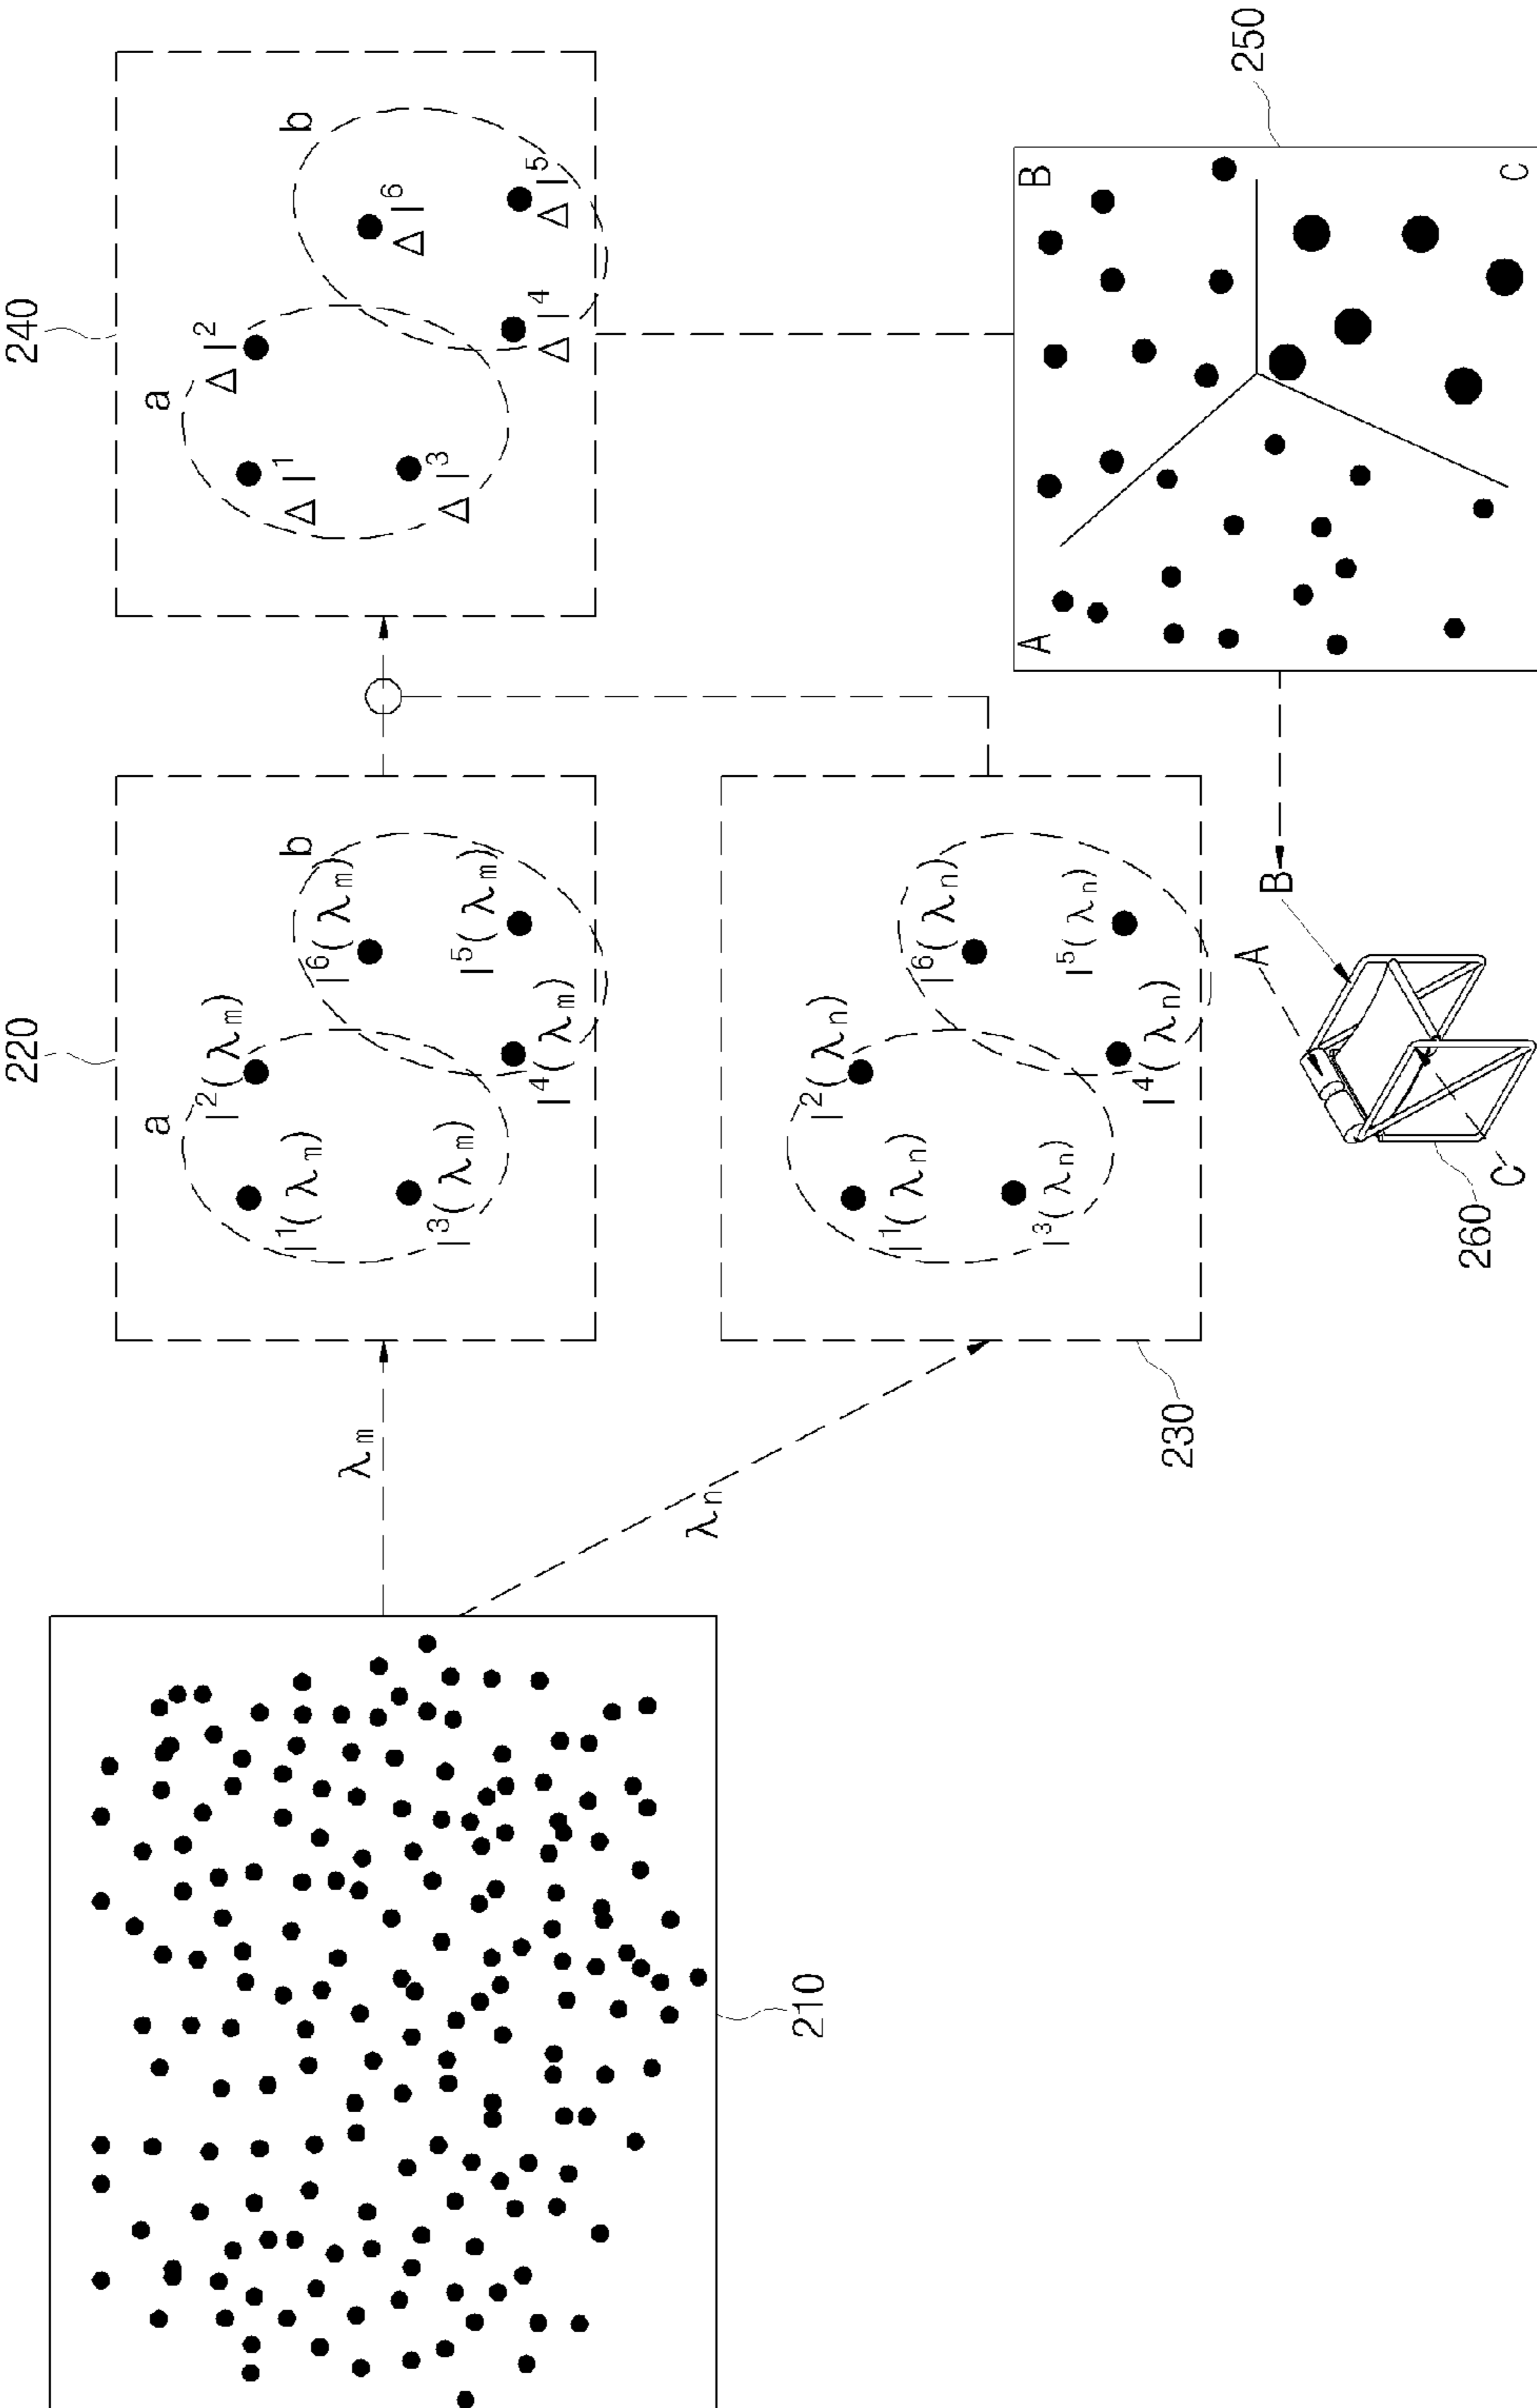 210
λm
λn
220
a
b
I1(λm)
I2(λm)
I3(λm)
I4(λm)
I5(λm)
I6(λm)
230
I1(λn)
I2(λn)
I3(λn)
I4(λn)
I5(λn)
I6(λn)
240
a
b
ΔI1
ΔI2
ΔI3
ΔI4
ΔI5
ΔI6
250
A
B
C
260
A
B
C